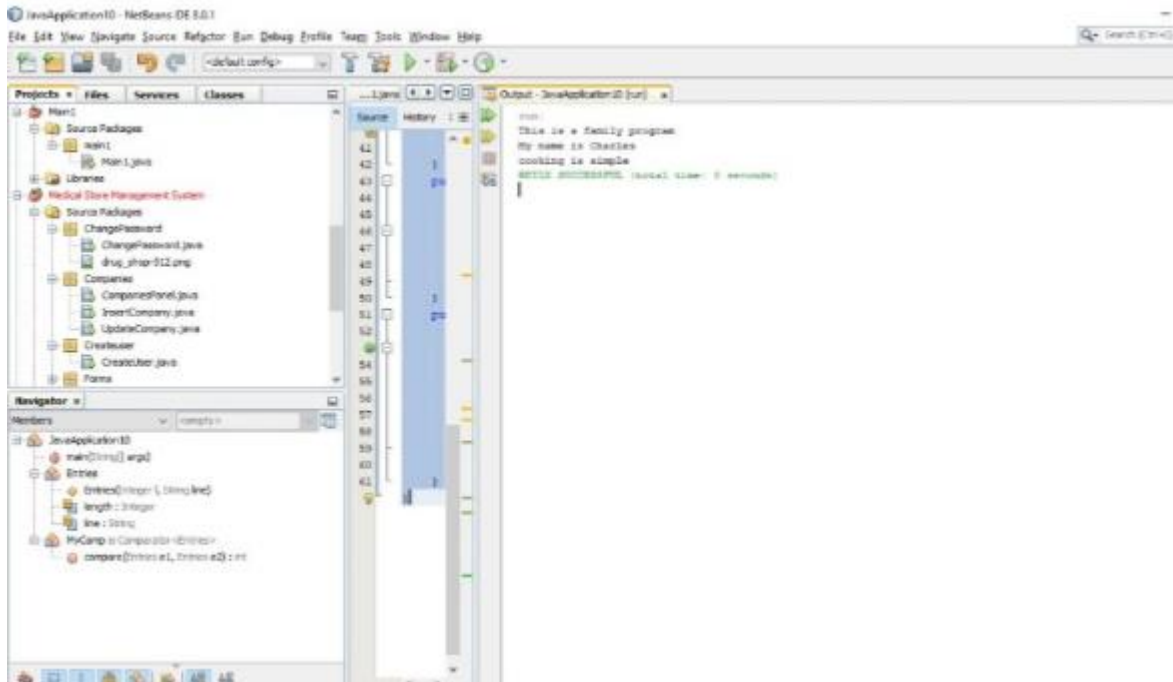 JavaApplication10 - NetBeans IDE 8.0.1
File Edit View Navigate Source Refactor Run Debug Profile Team Tools Window Help
Search (Ctrl+I)
<default config>
Projects Files Services Classes
Main1
Source Packages
main1
Main1.java
Libraries
Medical Store Management System
Source Packages
ChangePassword
ChangePassword.java
drug_shop-512.png
Companies
CompaniesPanel.java
InsertCompany.java
UpdateCompany.java
Createuser
CreateUser.java
Forms
Navigator
Members
<empty>
JavaApplication10
main(String[] args)
Entries
Entries(Integer l, String line)
length : Integer
line : String
MyComp :: Comparator<Entries>
compare(Entries e1, Entries e2) : int
...1.java
Source History
41
42 }
43
44
45
46
47
48
49
50 }
51
52
54
55
56
57
58
59
60
61 }
Output - JavaApplication10 (run)
run:
This is a family program
My name is Charles
cooking is simple
BUILD SUCCESSFUL (total time: 0 seconds)